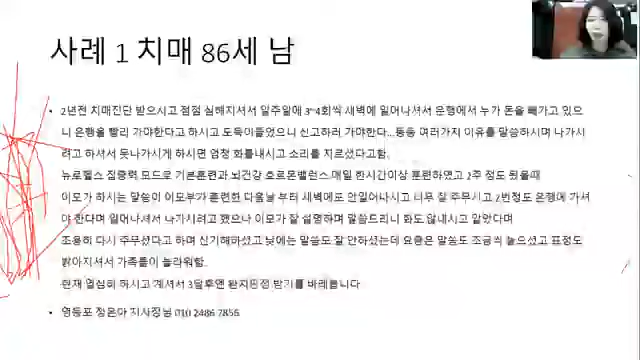 사례 1 치매 86세 남
• 2년전 치매진단 받으시고 점점 심해지셔서 일주일에 3~4회씩 새벽에 일어나셔서 은행에서 누가 돈을 빼가고 있으
니 은행을 빨리 가야한다고 하시고 도둑이들었으니 신고하러 가야한다...등등 여러가지 이유를 말씀하시며 나가시
려고 하셔서 못나가시게 하시면 엄청 화를내시고 소리를 지르셨다고함.
뉴로헬스 집중력 모드로 기본훈련과 뇌건강 호르몬밸런스 매일 한시간이상 훈련하였고 2주 정도 됬을때
이모가 하시는 말씀이 이모부가 훈련한 다음날 부터 새벽에도 안일어나시고 너무 잘 주무시고 2번정도 은행에 가셔
야 한다며 일어나셔서 나가시려고 했으나 이모가 잘 설명하며 말씀드리니 화도 않내시고 알았다며
조용히 다시 주무셨다고 하며 신기해하셨고 낮에는 말씀도 잘 안하셨는데 요즘은 말씀도 조금씩 늘으셨고 표정도
밝아지셔서 가족들이 놀라워함.
현재 열심히 하시고 계셔서 3달후엔 완치판정 받기를 바래봅니다
• 영등포 정은아 지사장님 010 2486 7856